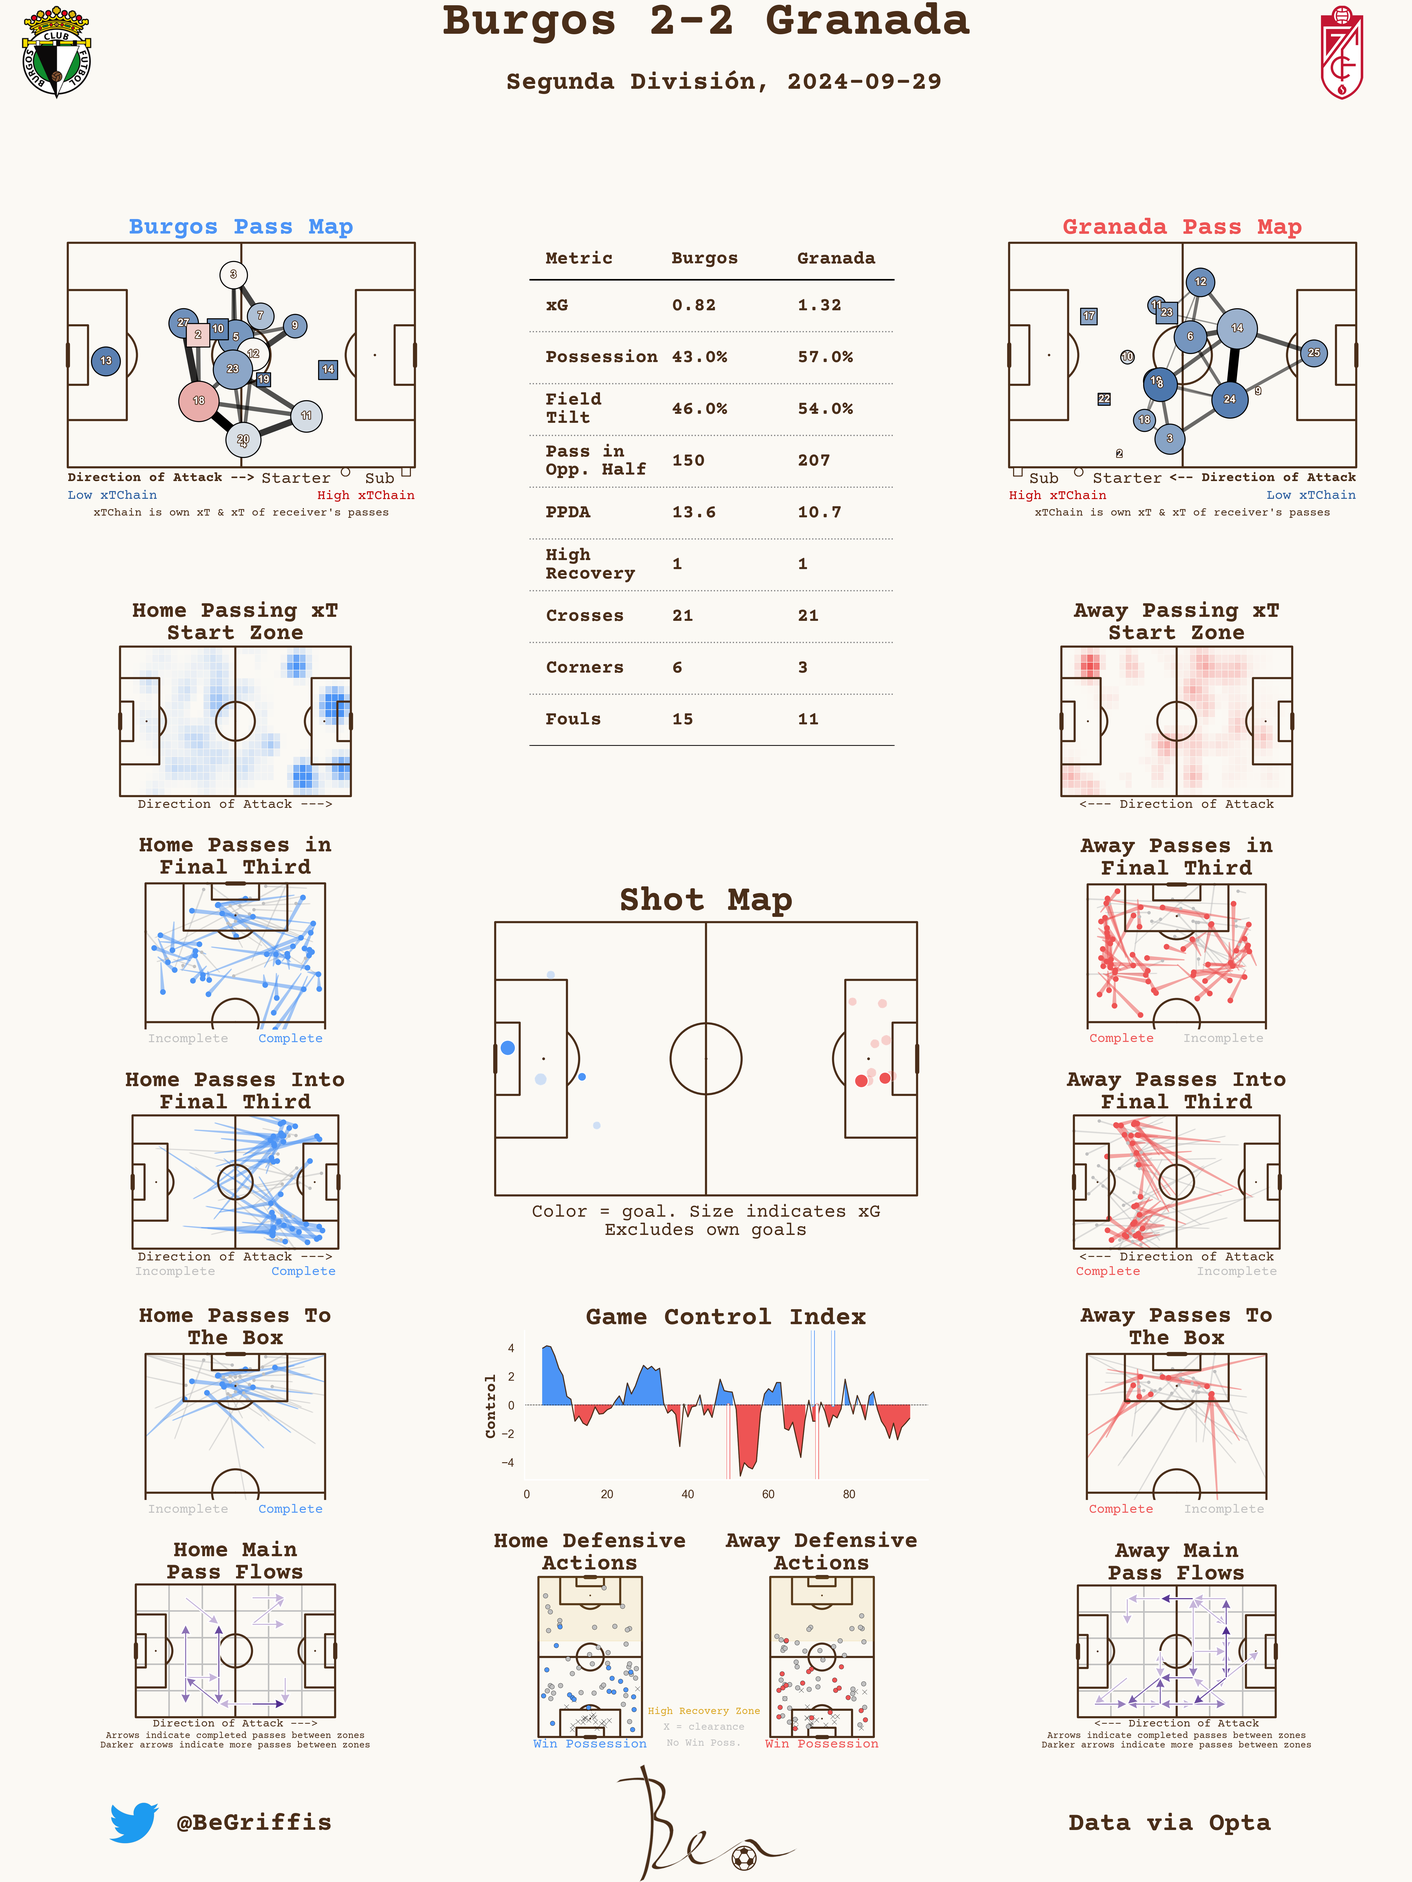 Burgos 2-2 Granada
Segunda División, 2024-09-29
CLUB
BURGOS
FUTBOL
Burgos Pass Map
3
7
27
2
10
5
9
12
13
23
19
14
18
11
20
4
Direction of Attack --> Starter Sub
Low xTChain High xTChain
xTChain is own xT & xT of receiver's passes
Metric Burgos Granada
xG 0.82 1.32
Possession 43.0% 57.0%
Field
Tilt 46.0% 54.0%
Pass in
Opp. Half 150 207
PPDA 13.6 10.7
High
Recovery 1 1
Crosses 21 21
Corners 6 3
Fouls 15 11
Granada Pass Map
12
11
17
23
14
6
10
25
8
9
22
24
18
3
2
Sub Starter <-- Direction of Attack
High xTChain Low xTChain
xTChain is own xT & xT of receiver's passes
Home Passing xT
Start Zone
Direction of Attack --->
Away Passing xT
Start Zone
<--- Direction of Attack
Home Passes in
Final Third
Incomplete Complete
Shot Map
Color = goal. Size indicates xG
Excludes own goals
Away Passes in
Final Third
Complete Incomplete
Home Passes Into
Final Third
Direction of Attack --->
Incomplete Complete
Away Passes Into
Final Third
<--- Direction of Attack
Complete Incomplete
Home Passes To
The Box
Incomplete Complete
Game Control Index
Control
4
2
0
−2
−4
0 20 40 60 80
Away Passes To
The Box
Complete Incomplete
Home Main
Pass Flows
Direction of Attack --->
Arrows indicate completed passes between zones
Darker arrows indicate more passes between zones
Home Defensive
Actions
Win Possession
Away Defensive
Actions
Win Possession
High Recovery Zone
X = clearance
No Win Poss.
Away Main
Pass Flows
<--- Direction of Attack
Arrows indicate completed passes between zones
Darker arrows indicate more passes between zones
@BeGriffis
Ben
Data via Opta